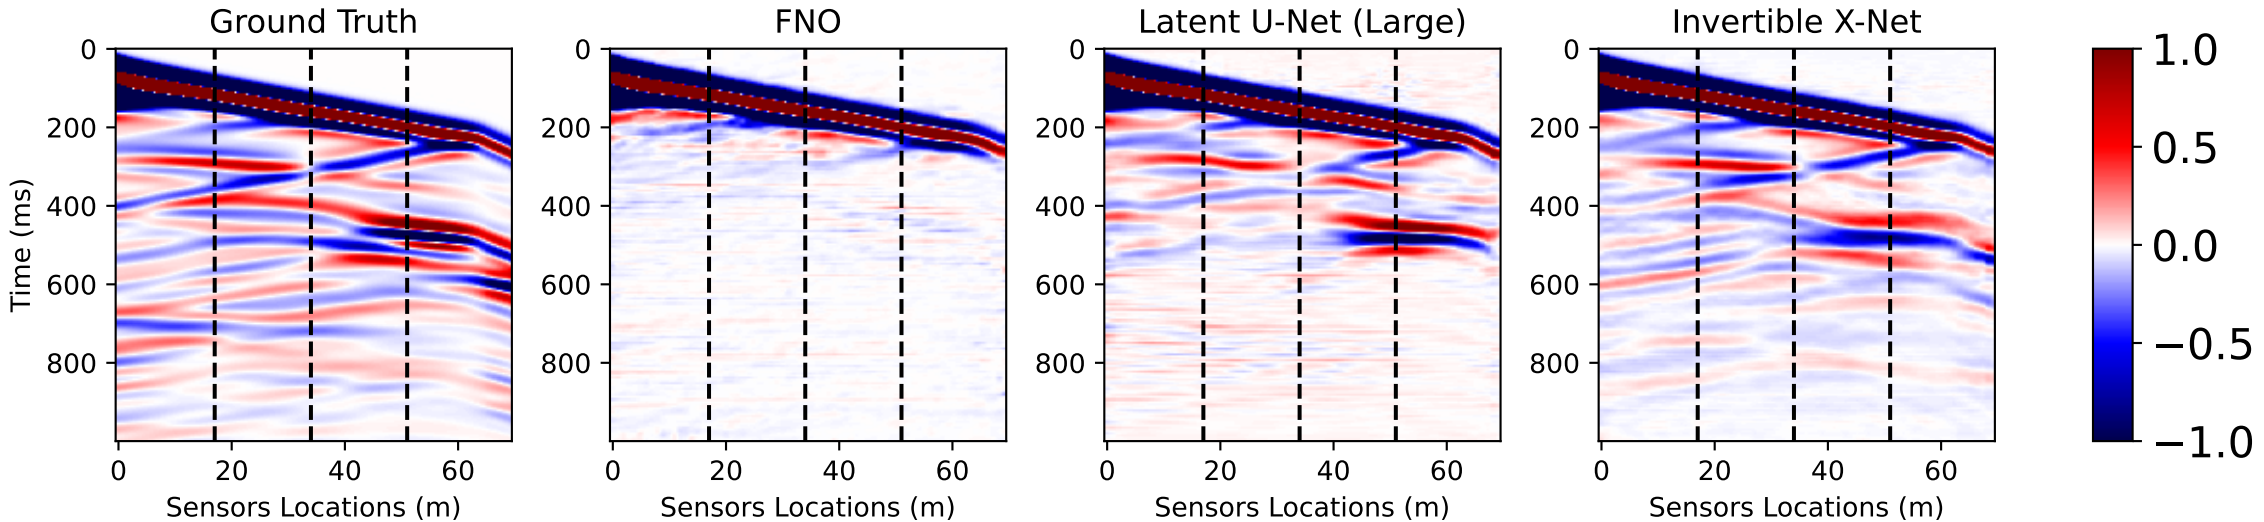 Ground Truth
FNO
Latent U-Net (Large)
Invertible X-Net
Time (ms)
0
200
400
600
800
0
200
400
600
800
0
200
400
600
800
0
200
400
600
800
0 20 40 60
0 20 40 60
0 20 40 60
0 20 40 60
Sensors Locations (m)
Sensors Locations (m)
Sensors Locations (m)
Sensors Locations (m)
1.0
0.5
0.0
−0.5
−1.0